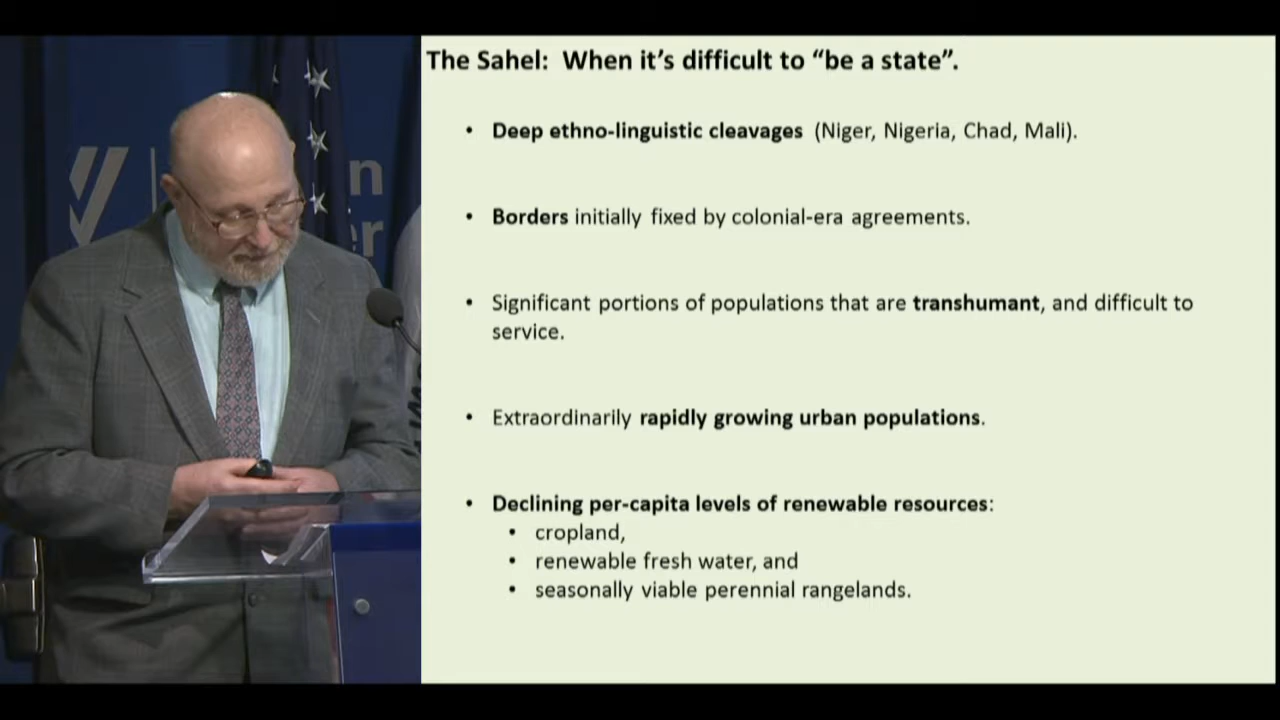 The Sahel: When it's difficult to “be a state”.
• Deep ethno-linguistic cleavages (Niger, Nigeria, Chad, Mali).
• Borders initially fixed by colonial-era agreements.
• Significant portions of populations that are transhumant, and difficult to
service.
• Extraordinarily rapidly growing urban populations.
• Declining per-capita levels of renewable resources:
• cropland,
• renewable fresh water, and
• seasonally viable perennial rangelands.